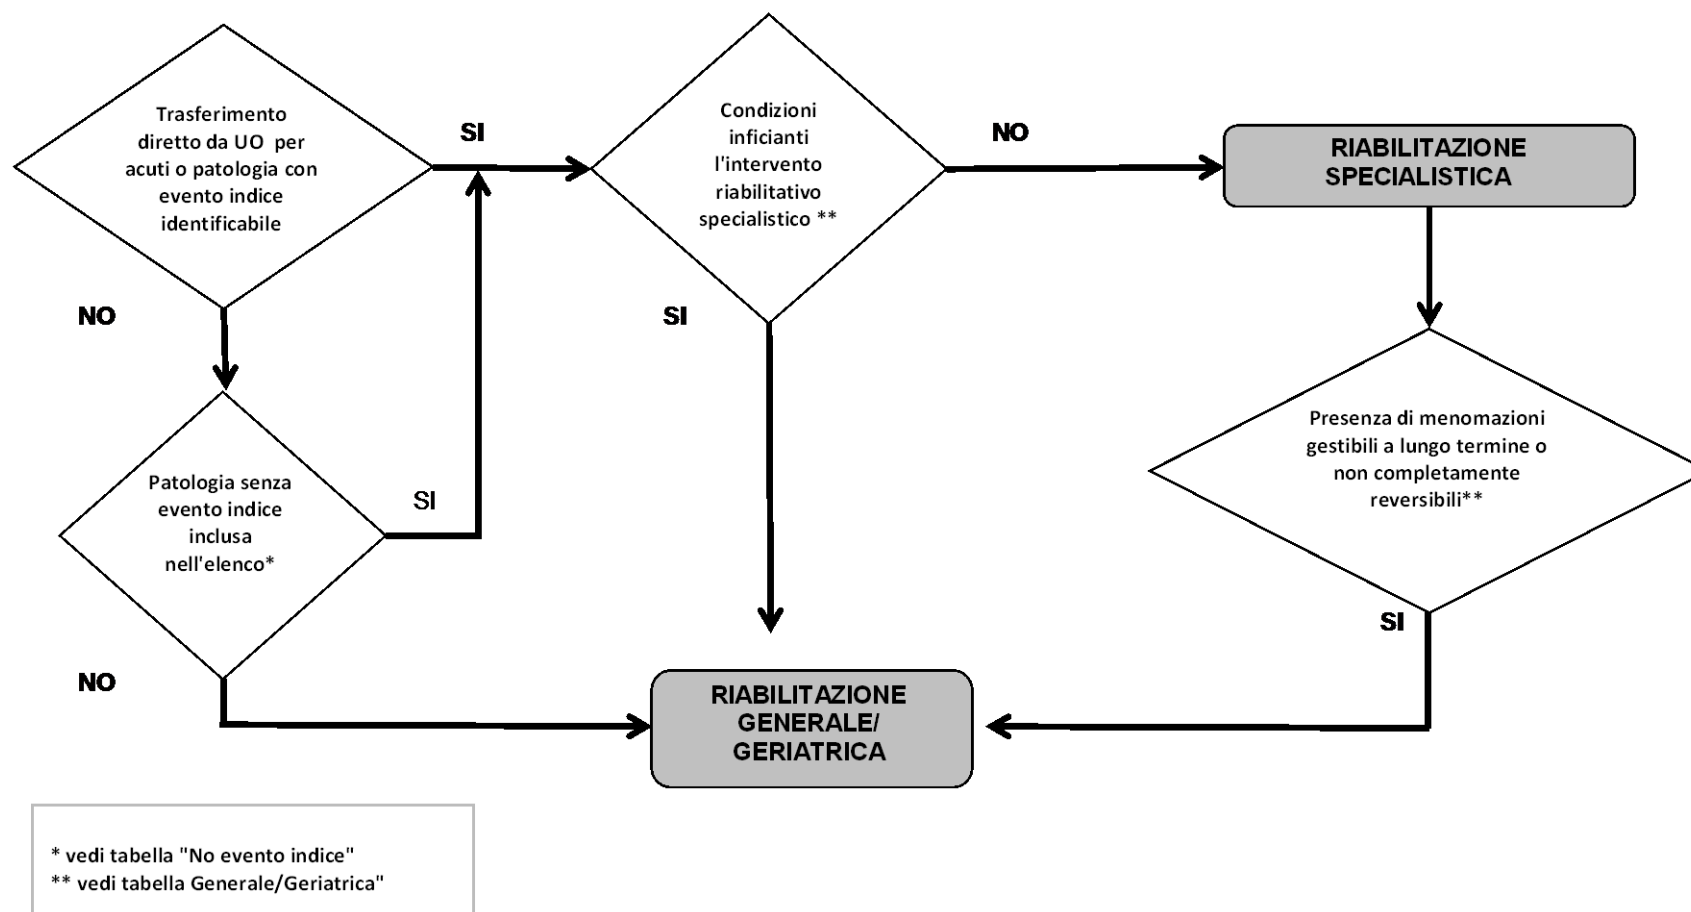 Trasferimento
diretto da UO per
acuti o patologia con
evento indice
identificabile
SI
NO
Condizioni
inficianti
l'intervento
riabilitativo
specialistico **
NO
SI
RIABILITAZIONE
SPECIALISTICA
Patologia senza
evento indice
inclusa
nell'elenco*
SI
NO
Presenza di menomazioni
gestibili a lungo termine o
non completamente
reversibili**
SI
RIABILITAZIONE
GENERALE/
GERIATRICA
* vedi tabella "No evento indice"
** vedi tabella Generale/Geriatrica"